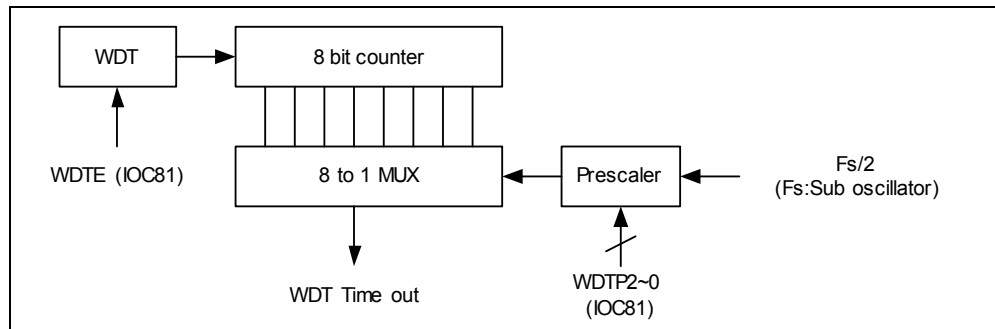 WDT
8 bit counter
WDTE (IOC81)
8 to 1 MUX
Prescaler
Fs/2
(Fs:Sub oscillator)
WDT Time out
WDTP2~0
(IOC81)